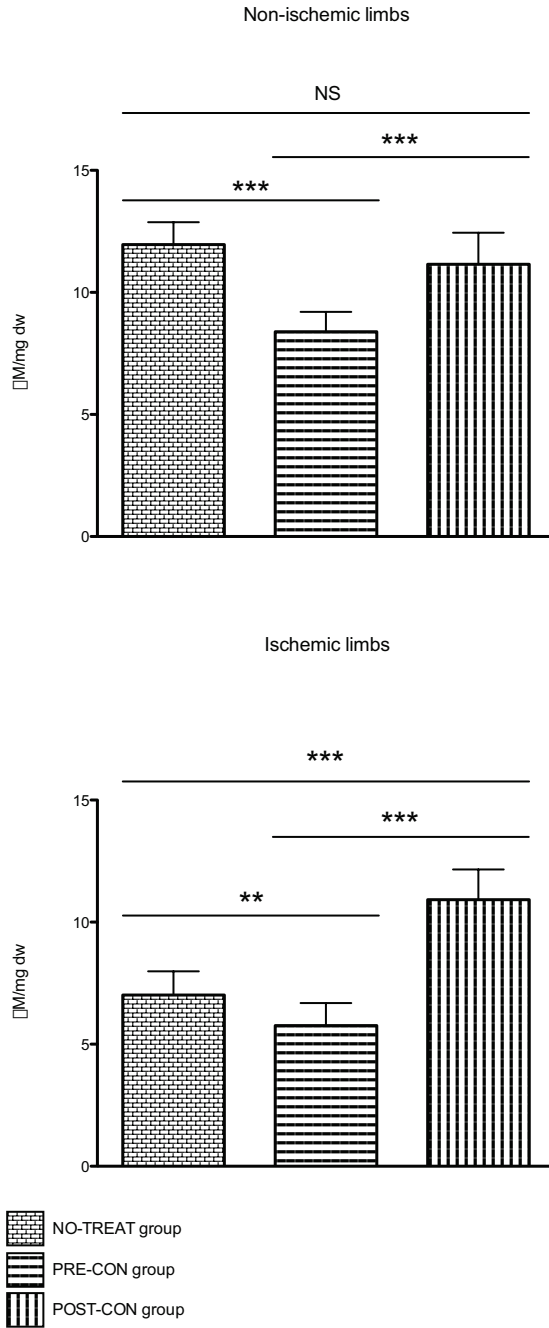 Non-ischemic limbs
NS
***
***
15
10
5
0
▯M/mg dw
Ischemic limbs
***
***
**
15
10
5
0
▯M/mg dw
NO-TREAT group
PRE-CON group
POST-CON group